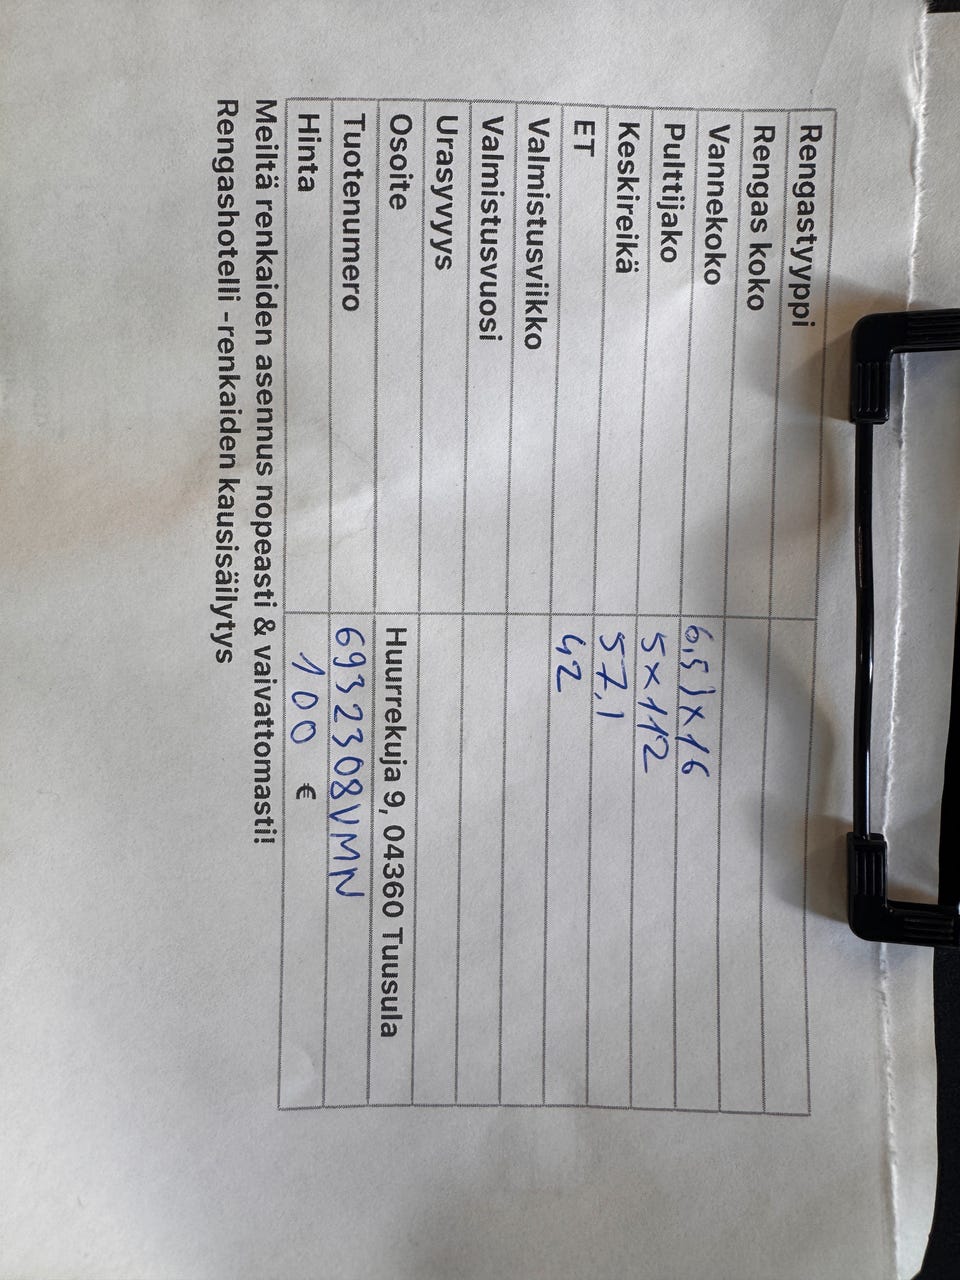 Rengastyyppi
Rengas koko
Vannekoko 6,5Jx16
Pulttijako 5x112
Keskireikä 57,1
ET 42
Valmistusviikko
Valmistusvuosi
Urasyvyys
Osoite Huurrekuja 9, 04360 Tuusula
Tuotenumero 6932308VMN
Hinta 100 €
Meiltä renkaiden asennus nopeasti & vaivattomasti!
Rengashotelli -renkaiden kausisäilytys